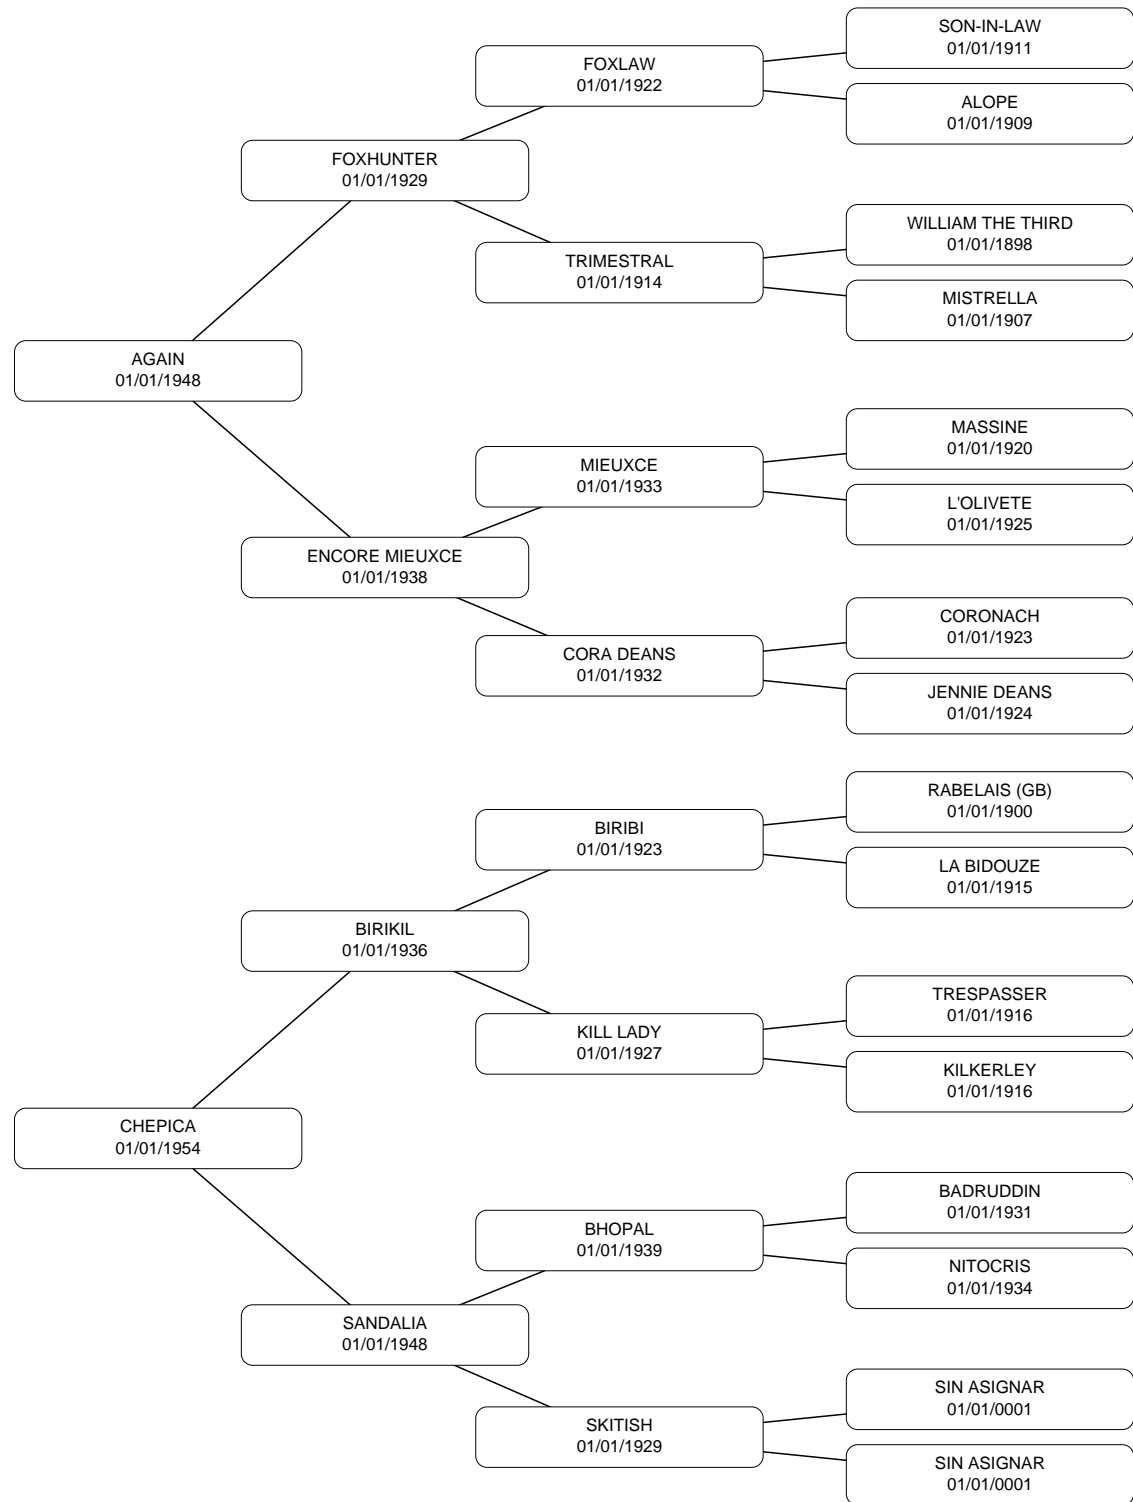 SON-IN-LAW
01/01/1911
FOXLAW
01/01/1922
ALOPE
01/01/1909
FOXHUNTER
01/01/1929
WILLIAM THE THIRD
01/01/1898
TRIMESTRAL
01/01/1914
MISTRELLA
01/01/1907
AGAIN
01/01/1948
MASSINE
01/01/1920
MIEUXCE
01/01/1933
L'OLIVETE
01/01/1925
ENCORE MIEUXCE
01/01/1938
CORONACH
01/01/1923
CORA DEANS
01/01/1932
JENNIE DEANS
01/01/1924
RABELAIS (GB)
01/01/1900
BIRIBI
01/01/1923
LA BIDOUZE
01/01/1915
BIRIKIL
01/01/1936
TRESPASSER
01/01/1916
KILL LADY
01/01/1927
KILKERLEY
01/01/1916
CHEPICA
01/01/1954
BADRUDDIN
01/01/1931
BHOPAL
01/01/1939
NITOCRIS
01/01/1934
SANDALIA
01/01/1948
SIN ASIGNAR
01/01/0001
SKITISH
01/01/1929
SIN ASIGNAR
01/01/0001